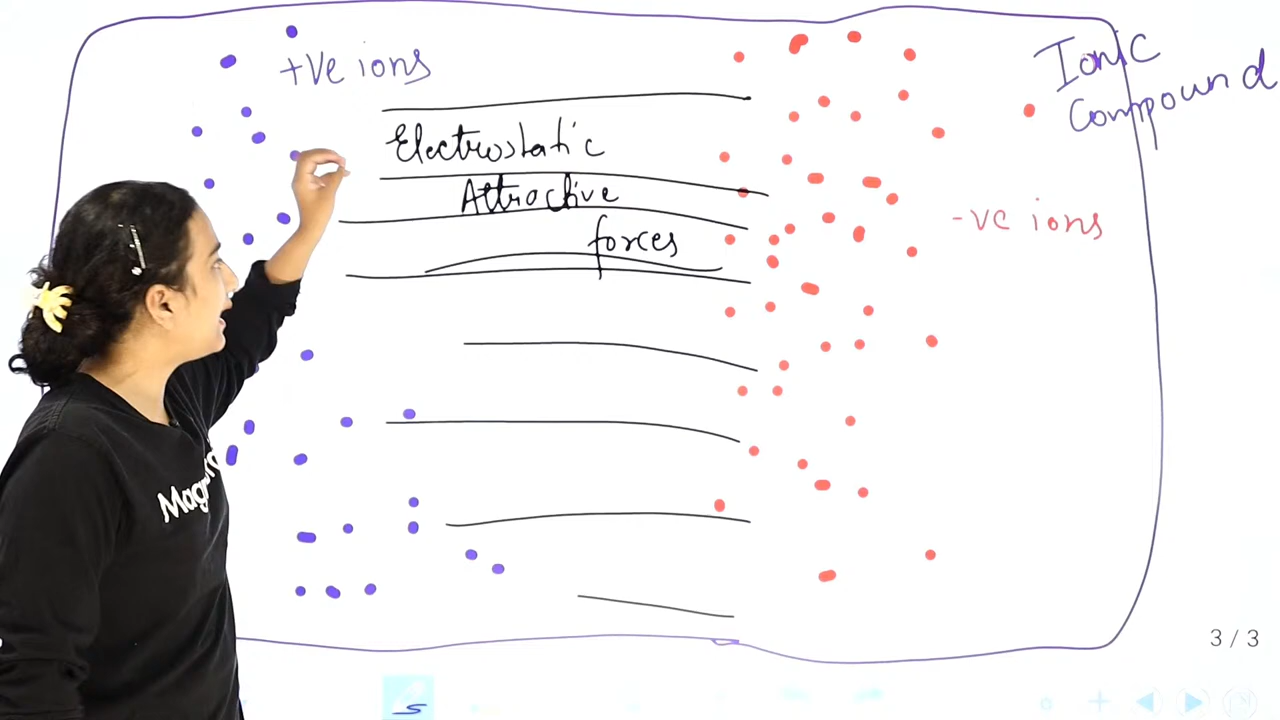 +ve ions
Ionic
Compound
Electrostatic
Attractive
forces
-ve ions
3 / 3